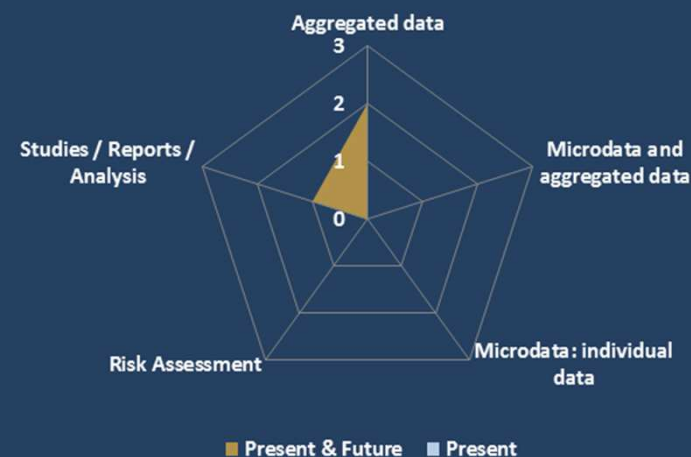 Aggregated data
3
2
1
0
Studies / Reports /
Analysis
Microdata and
aggregated data
Risk Assessment
Microdata: individual
data
Present & Future
Present